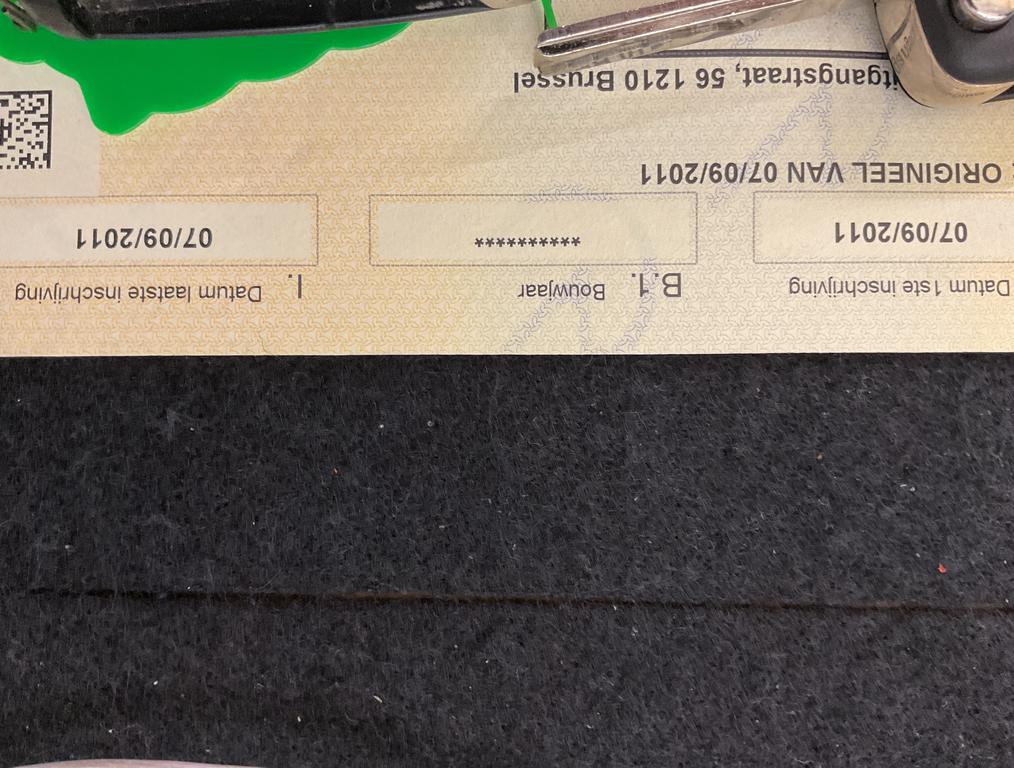 Datum 1ste inschrijving B.1. Bouwjaar I. Datum laatste inschrijving
07/09/2011 ********** 07/09/2011
ORIGINEEL VAN 07/09/2011
56 1210 Brussel